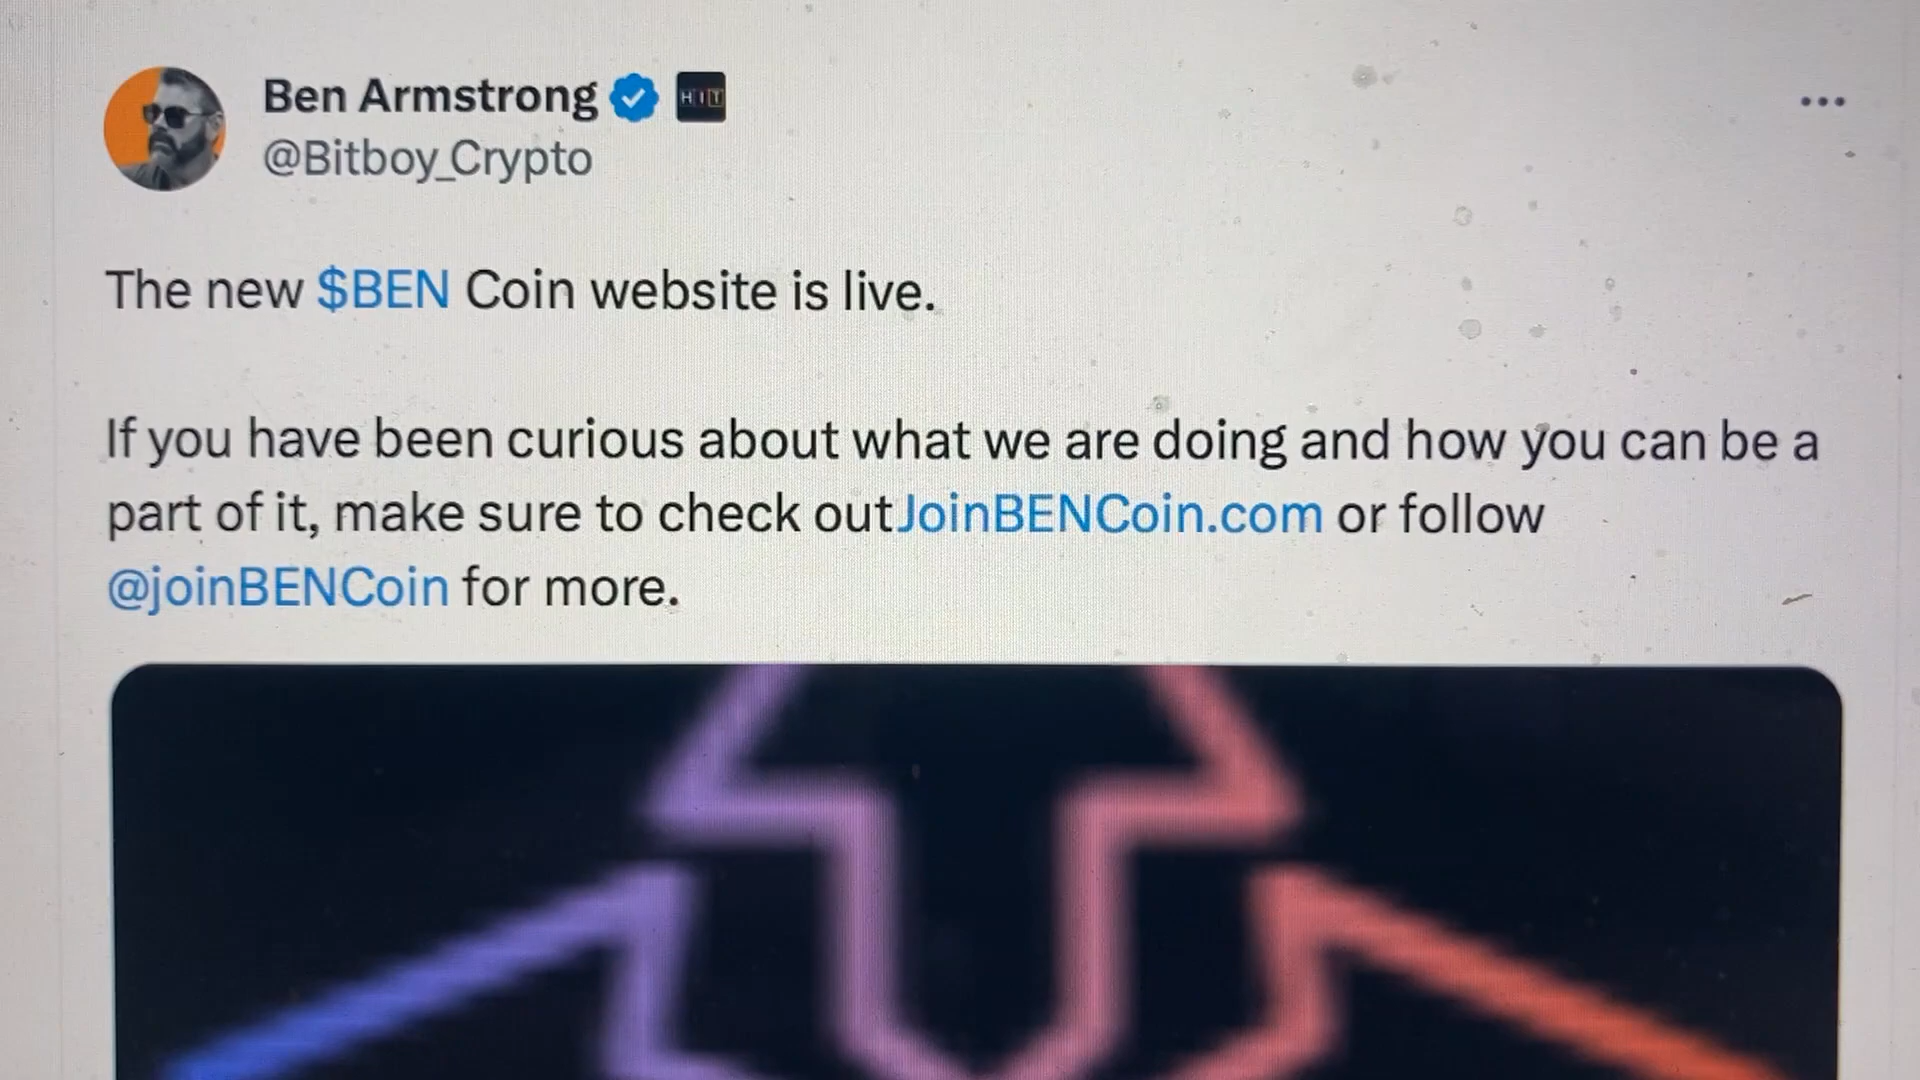 Ben Armstrong HIT
@Bitboy_Crypto
The new $BEN Coin website is live.
If you have been curious about what we are doing and how you can be a
part of it, make sure to check outJoinBENCoin.com or follow
@joinBENCoin for more.